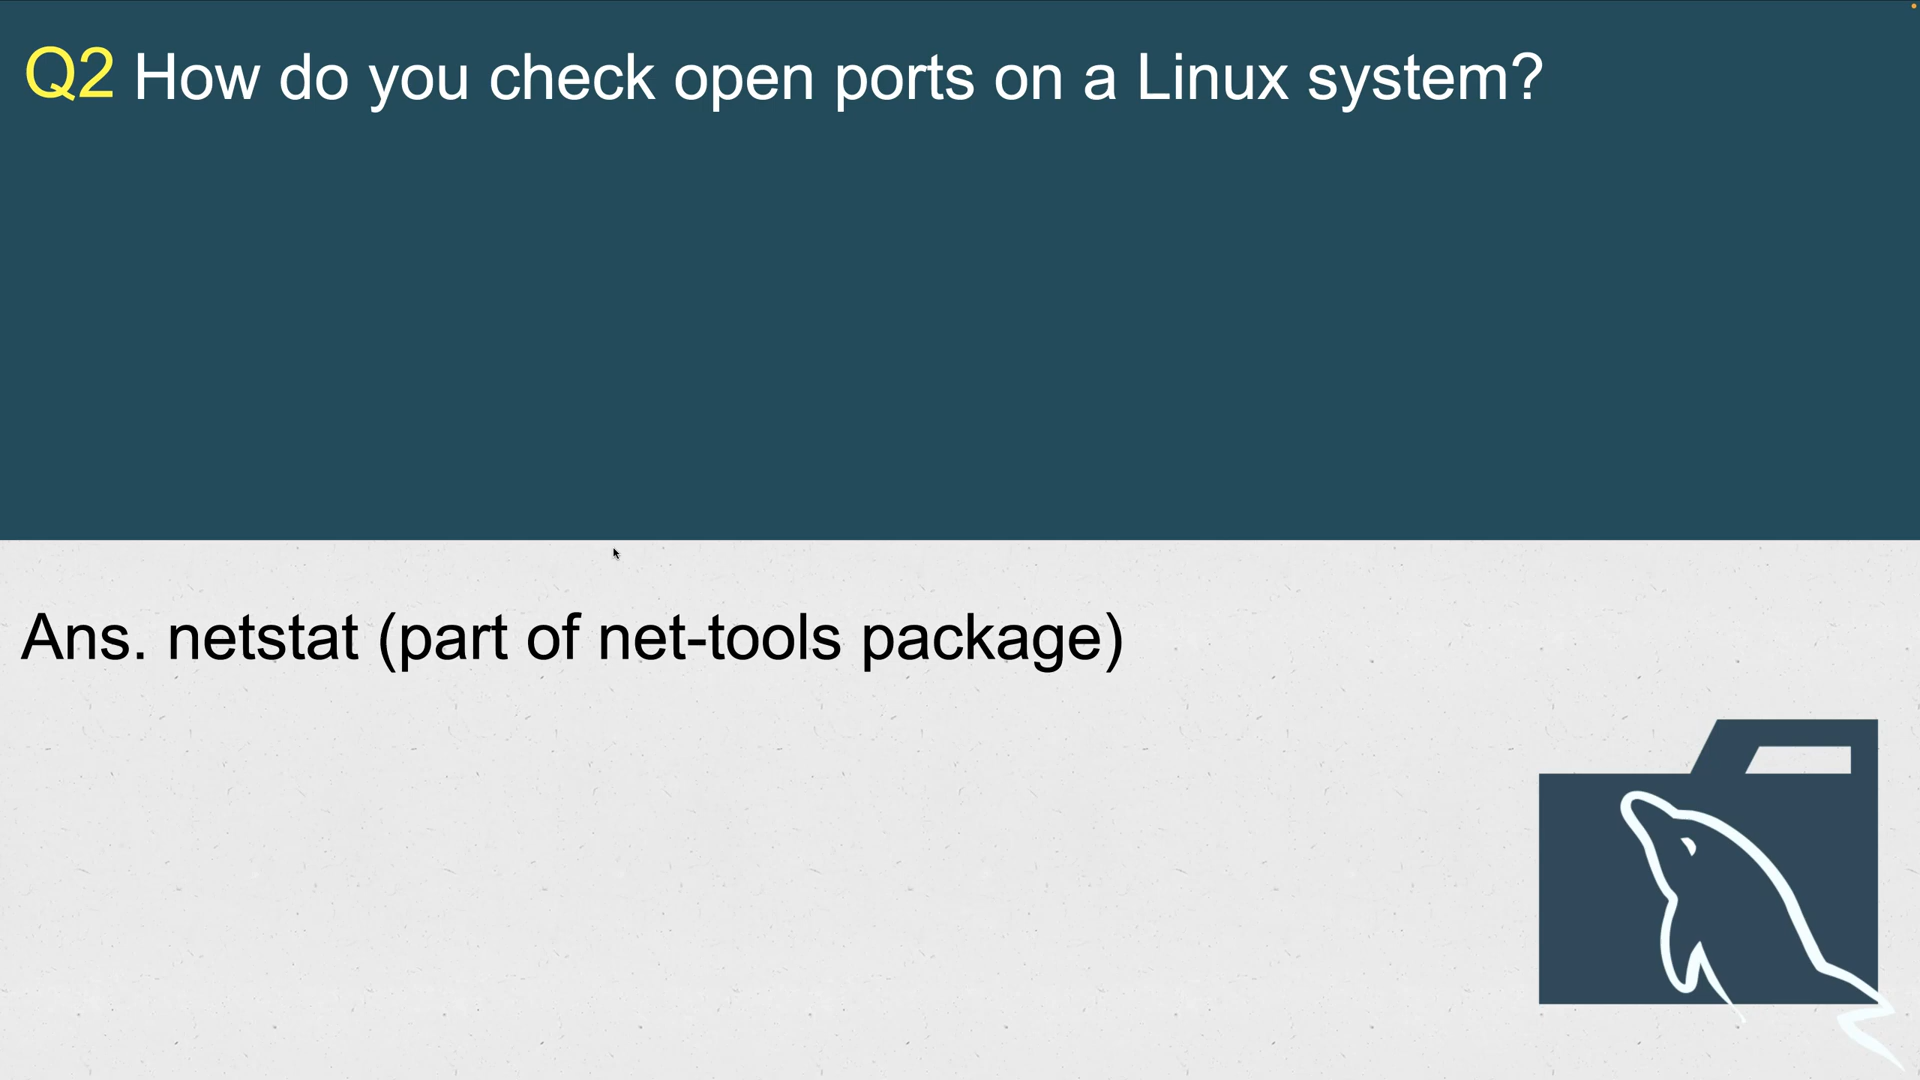 Q2 How do you check open ports on a Linux system?
Ans. netstat (part of net-tools package)